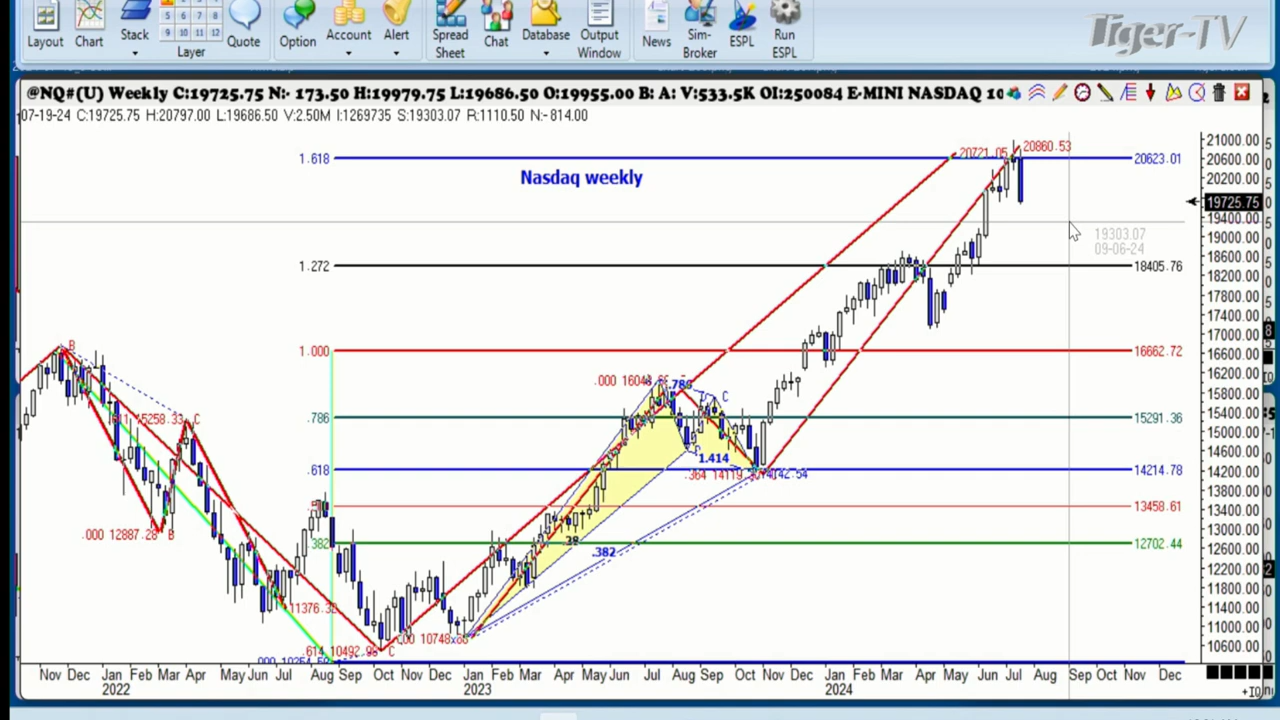 Tiger-TV
Layout Chart Stack Layer Quote Option Account Alert Spread Sheet Chat Database Output Window News Sim-Broker ESPL Run ESPL
@NQ#(U) Weekly C:19725.75 N:- 173.50 H:19979.75 L:19686.50 O:19955.00 B: A: V:533.5K OI:250084 E-MINI NASDAQ 10
07-19-24 C:19725.75 H:20797.00 L:19686.50 V:2.50M I:1269735 S:19303.07 R:1110.50 N:-814.00
21000.00
20721.05 20860.53
1.618 20623.01 20600.00
Nasdaq weekly
20200.00
19725.75
19400.00
19303.07
09-06-24
19000.00
1.272 18405.76
18200.00
17800.00
17400.00
17000.00
B 1.000 16662.72
16600.00
.000 .786 C
16200.00
15800.00
15258.33 C .786 15291.36
15400.00
15000.00
1.414
.618 14214.78
14200.00
.364
13800.00
13458.61
13400.00
.000 12887.28 B
13000.00
.382 12702.44
.382
12600.00
12200.00
11800.00
11376.32
11400.00
11000.00
.614 10492.99 C
10600.00
Nov Dec Jan Feb Mar Apr May Jun Jul Aug Sep Oct Nov Dec Jan Feb Mar Apr May Jun Jul Aug Sep Oct Nov Dec Jan Feb Mar Apr May Jun Jul Aug Sep Oct Nov Dec
2022 2023 2024